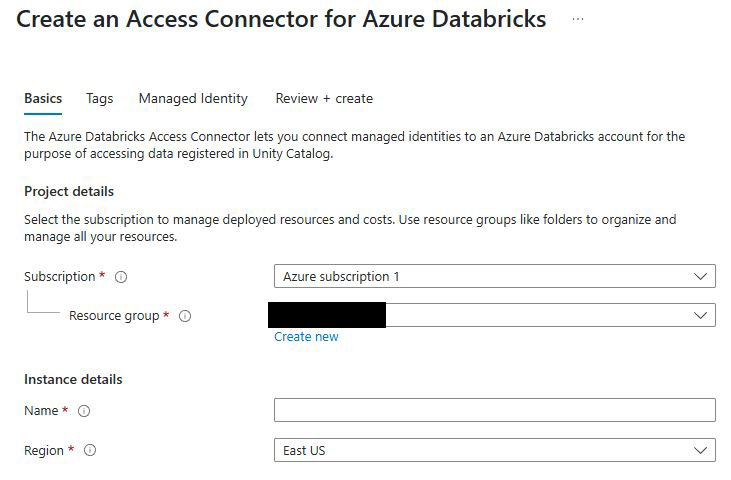 Create an Access Connector for Azure Databricks ...
Basics Tags Managed Identity Review + create
The Azure Databricks Access Connector lets you connect managed identities to an Azure Databricks account for the
purpose of accessing data registered in Unity Catalog.
Project details
Select the subscription to manage deployed resources and costs. Use resource groups like folders to organize and
manage all your resources.
Subscription * Azure subscription 1
Resource group *
Create new
Instance details
Name *
Region * East US